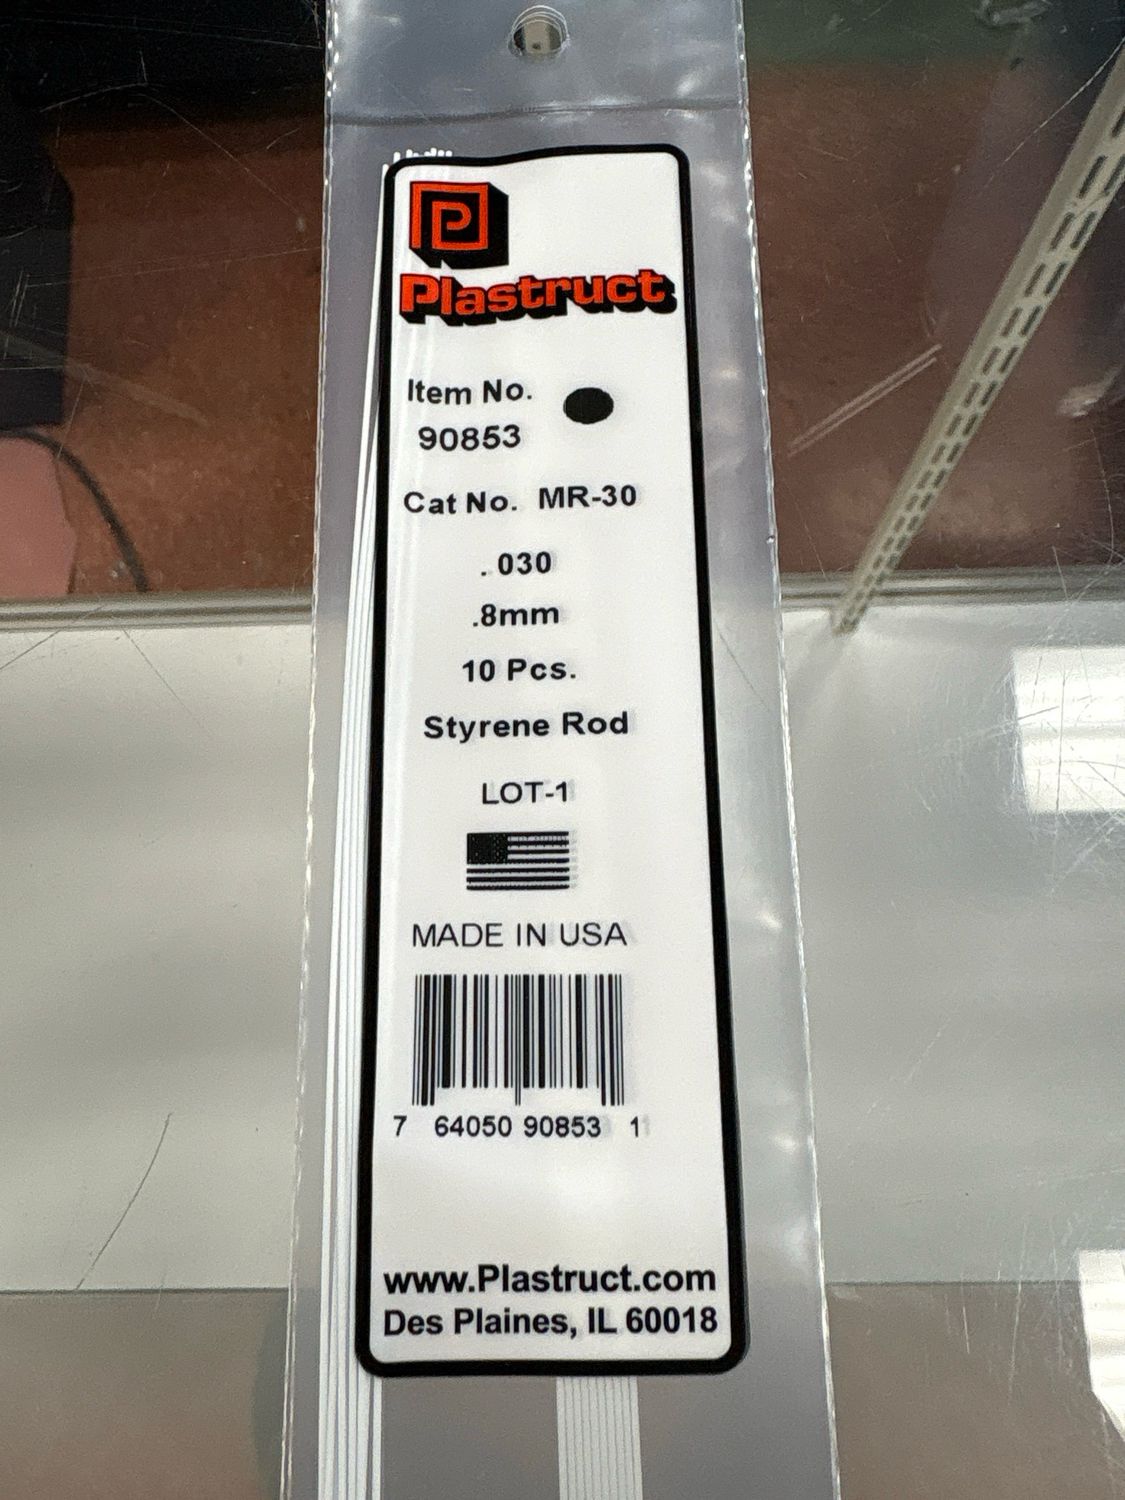 P
Plastruct
Item No.
90853
Cat No. MR-30
.030
.8mm
10 Pcs.
Styrene Rod
LOT-1
MADE IN USA
7 64050 90853 1
www.Plastruct.com
Des Plaines, IL 60018